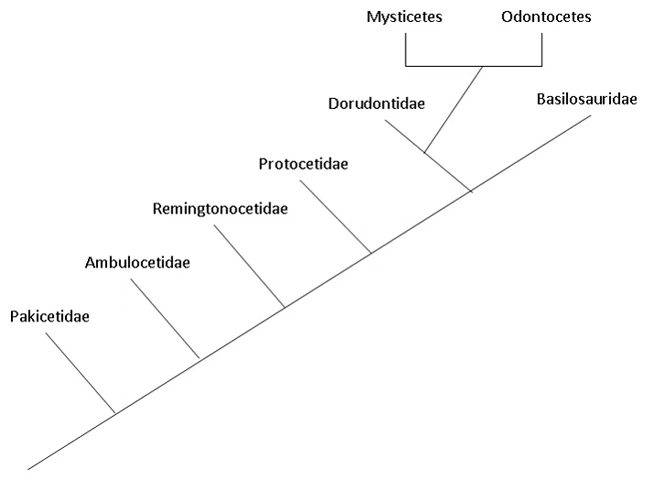 Mysticetes
Odontocetes
Basilosauridae
Dorudontidae
Protocetidae
Remingtonocetidae
Ambulocetidae
Pakicetidae